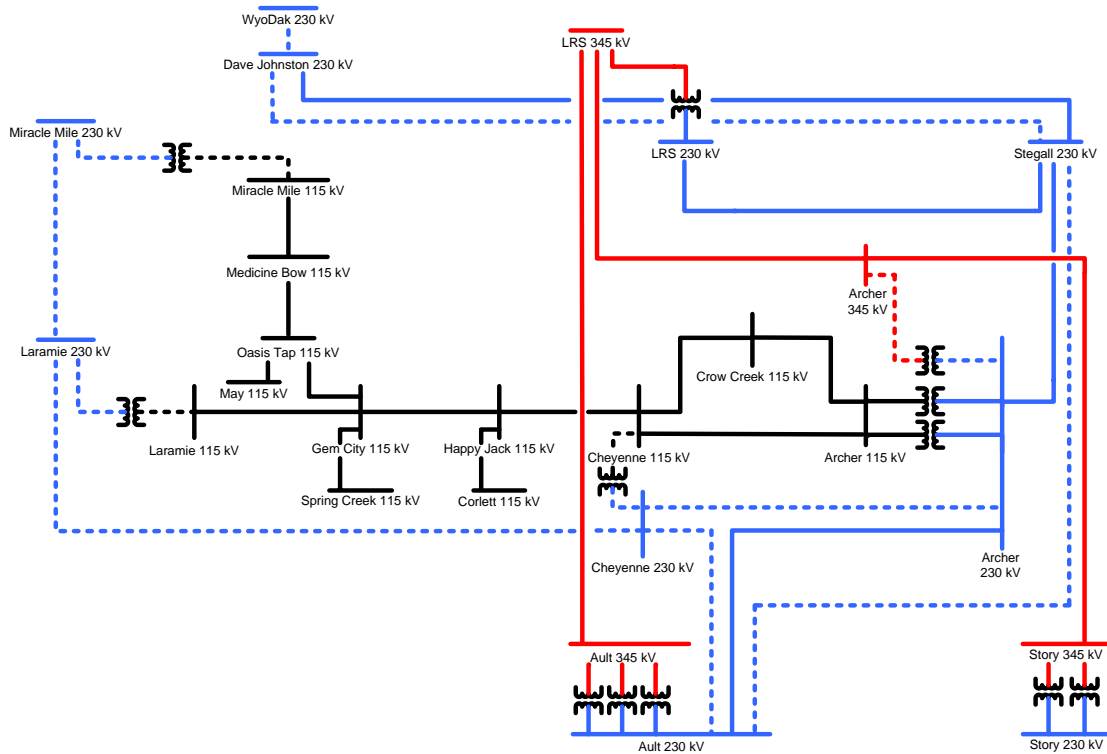 WyoDak 230 kV
LRS 345 kV
Dave Johnston 230 kV
Miracle Mile 230 kV
LRS 230 kV
Stegall 230 kV
Miracle Mile 115 kV
Medicine Bow 115 kV
Archer
345 kV
Laramie 230 kV
Oasis Tap 115 kV
Crow Creek 115 kV
May 115 kV
Laramie 115 kV
Gem City 115 kV
Happy Jack 115 kV
Cheyenne 115 kV
Archer 115 kV
Spring Creek 115 kV
Corlett 115 kV
Cheyenne 230 kV
Archer
230 kV
Ault 345 kV
Story 345 kV
Ault 230 kV
Story 230 kV